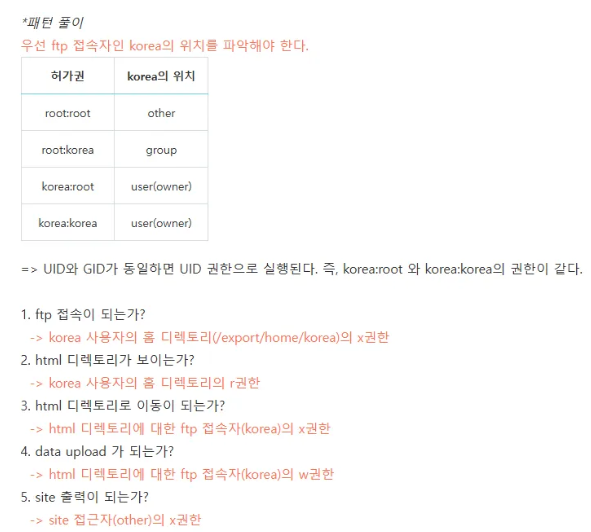 *패턴 풀이
우선 ftp 접속자인 korea의 위치를 파악해야 한다.
허가권 korea의 위치
root:root other
root:korea group
korea:root user(owner)
korea:korea user(owner)
=> UID와 GID가 동일하면 UID 권한으로 실행된다. 즉, korea:root 와 korea:korea의 권한이 같다.
1. ftp 접속이 되는가?
-> korea 사용자의 홈 디렉토리(/export/home/korea)의 x권한
2. html 디렉토리가 보이는가?
-> korea 사용자의 홈 디렉토리의 r권한
3. html 디렉토리로 이동이 되는가?
-> html 디렉토리에 대한 ftp 접속자(korea)의 x권한
4. data upload 가 되는가?
-> html 디렉토리에 대한 ftp 접속자(korea)의 w권한
5. site 출력이 되는가?
-> site 접근자(other)의 x권한